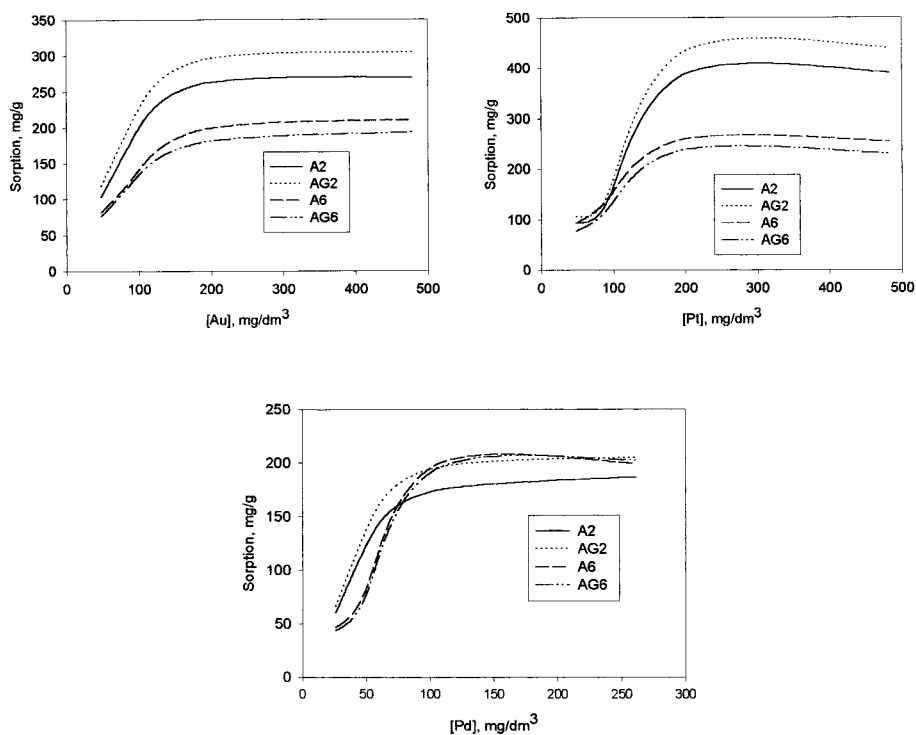 350
300
250
200
150
100
50
0
Sorption, mg/g
A2
AG2
A6
AG6
0 100 200 300 400 500
[Au], mg/dm³
500
400
300
200
100
0
Sorption, mg/g
A2
AG2
A6
AG6
0 100 200 300 400 500
[Pt], mg/dm³
250
200
150
100
50
0
Sorption, mg/g
A2
AG2
A6
AG6
0 50 100 150 200 250 300
[Pd], mg/dm³